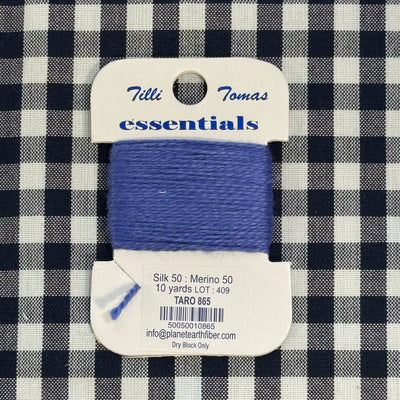 Tilli Tomas
essentials
Silk 50 : Merino 50
10 yards LOT : 409
TARO 865
50050010865
info@planetearthfiber.com
Dry Block Only